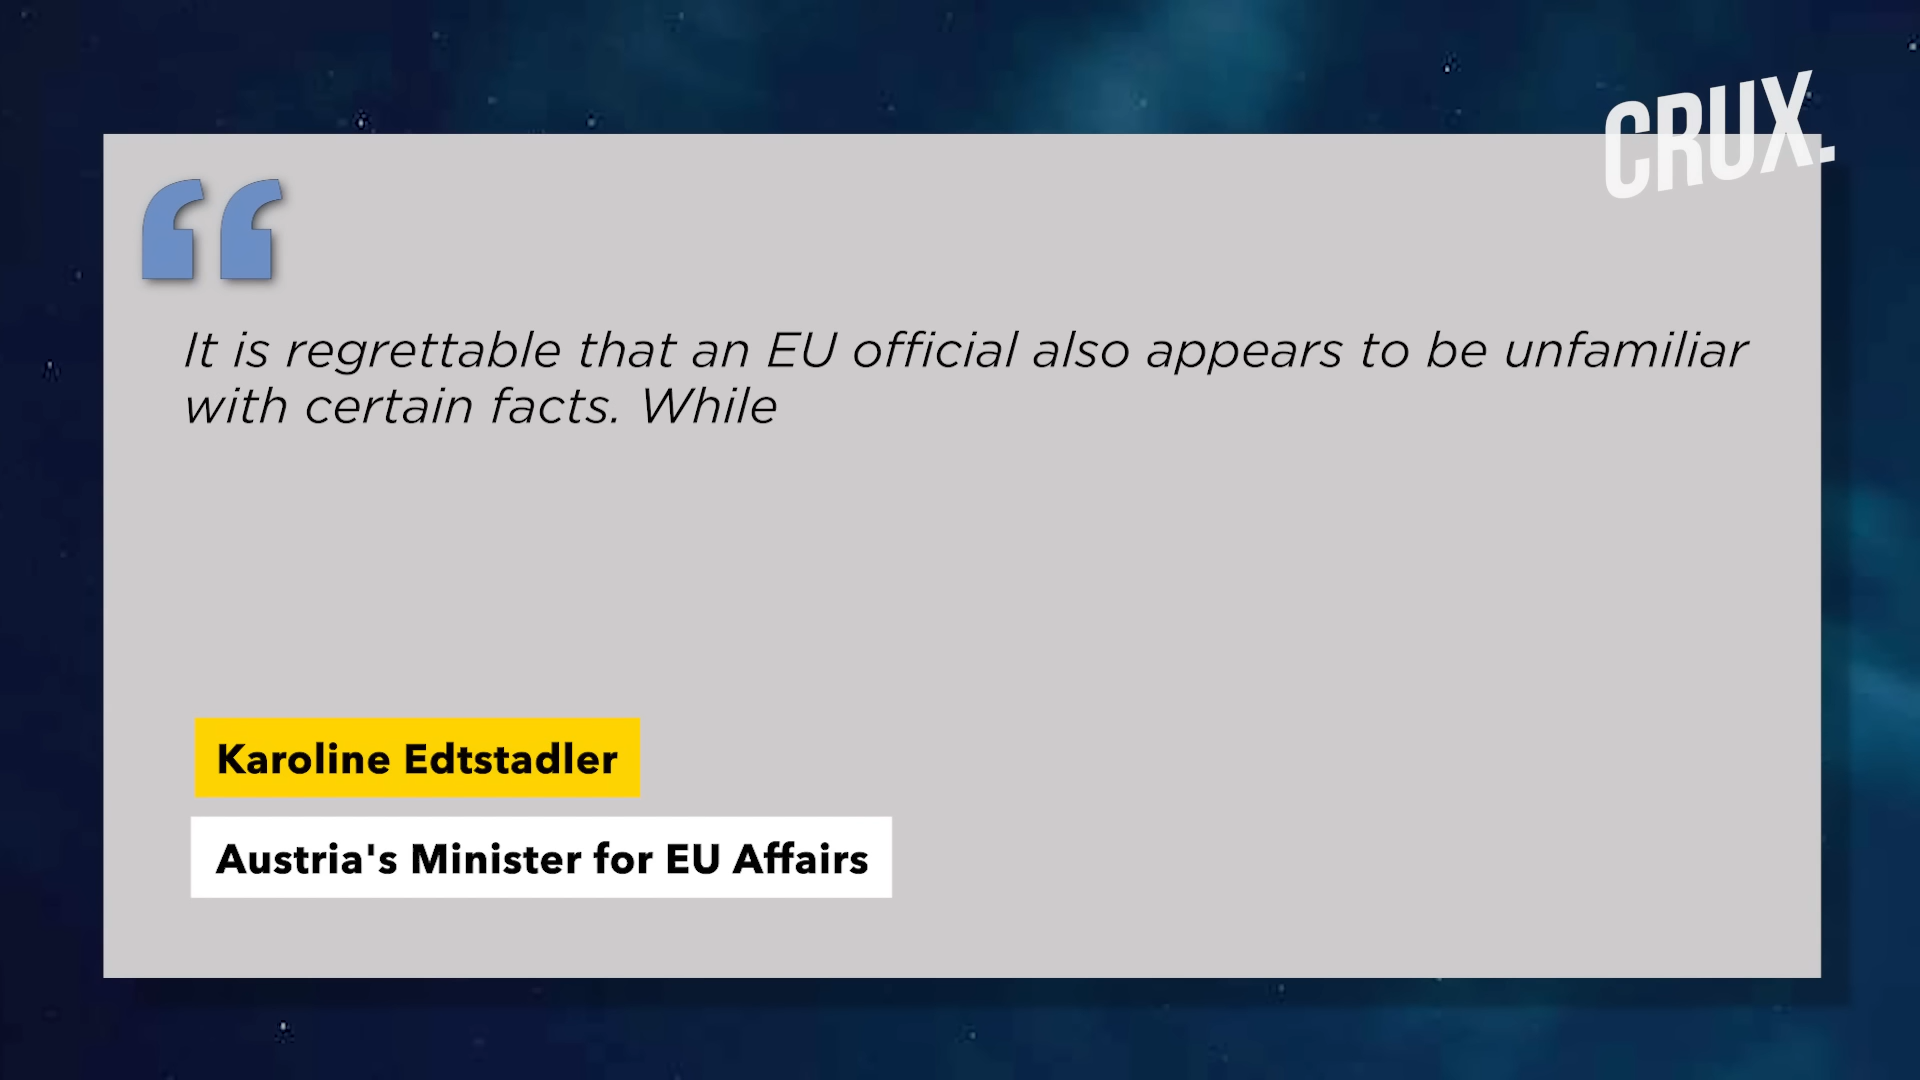 CRUX.
“
It is regrettable that an EU official also appears to be unfamiliar
with certain facts. While
Karoline Edtstadler
Austria's Minister for EU Affairs